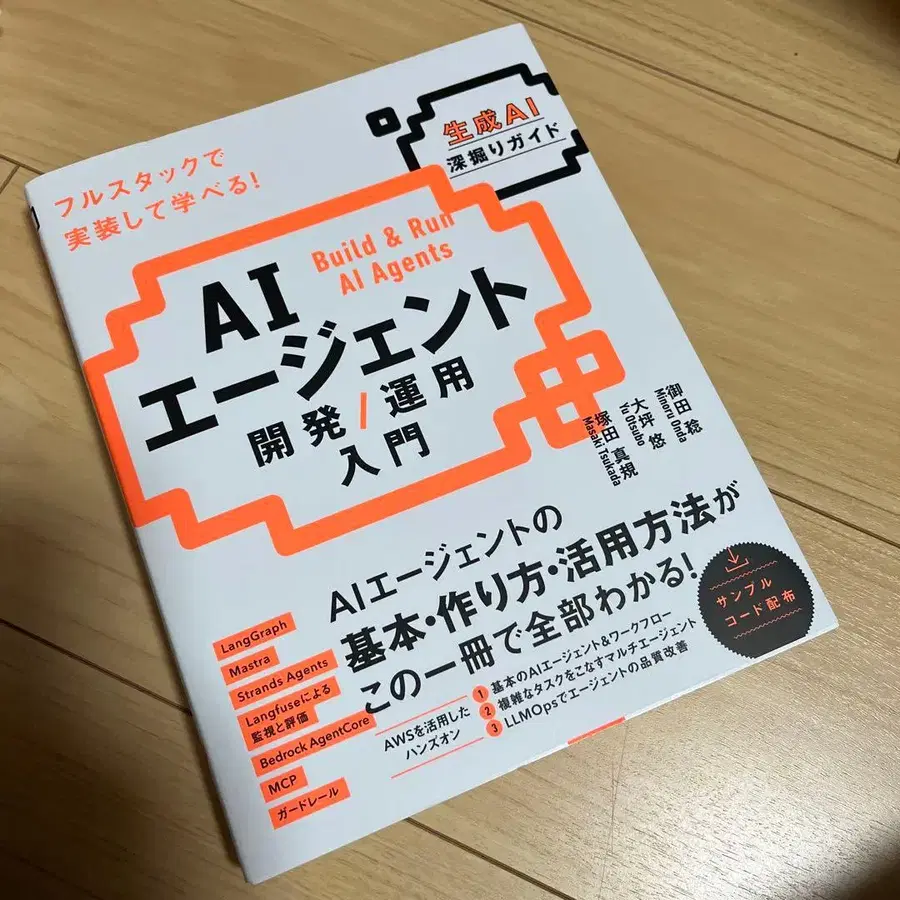 フルスタックで
実装して学べる!
生成AI
深掘りガイド
Build & Run
AI Agents
AI
エージェント
開発/運用
入門
御田 稔
Minoru Onda
大坪 悠
Yu Otsubo
塚田 真規
Masaki Tsukada
AIエージェントの
基本・作り方・活用方法が
この一冊で全部わかる!
サンプル
コード配布
LangGraph
Mastra
Strands Agents
Langfuseによる
監視と評価
Bedrock AgentCore
MCP
ガードレール
AWSを活用した
ハンズオン
1 基本のAIエージェント&ワークフロー
2 複雑なタスクをこなすマルチエージェント
3 LLMOpsでエージェントの品質改善